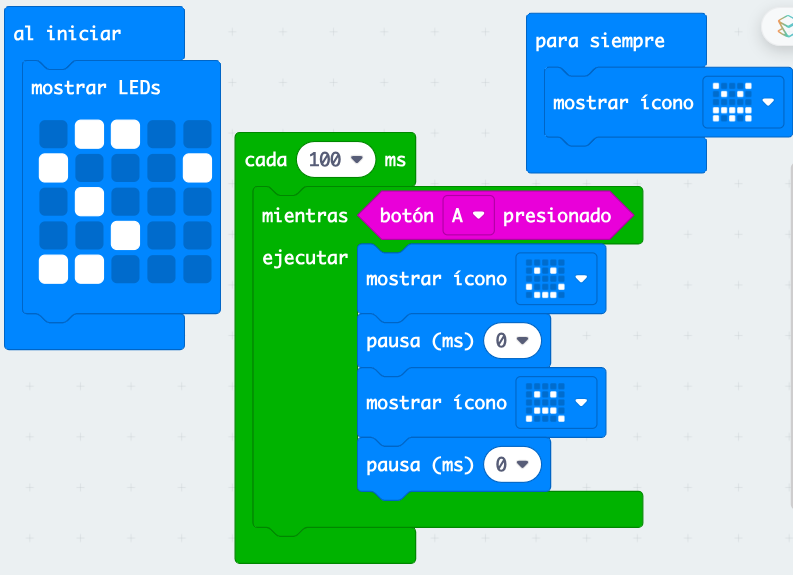 al iniciar
mostrar LEDs
para siempre
mostrar ícono
cada 100 ms
mientras botón A presionado
ejecutar
mostrar ícono
pausa (ms) 0
mostrar ícono
pausa (ms) 0